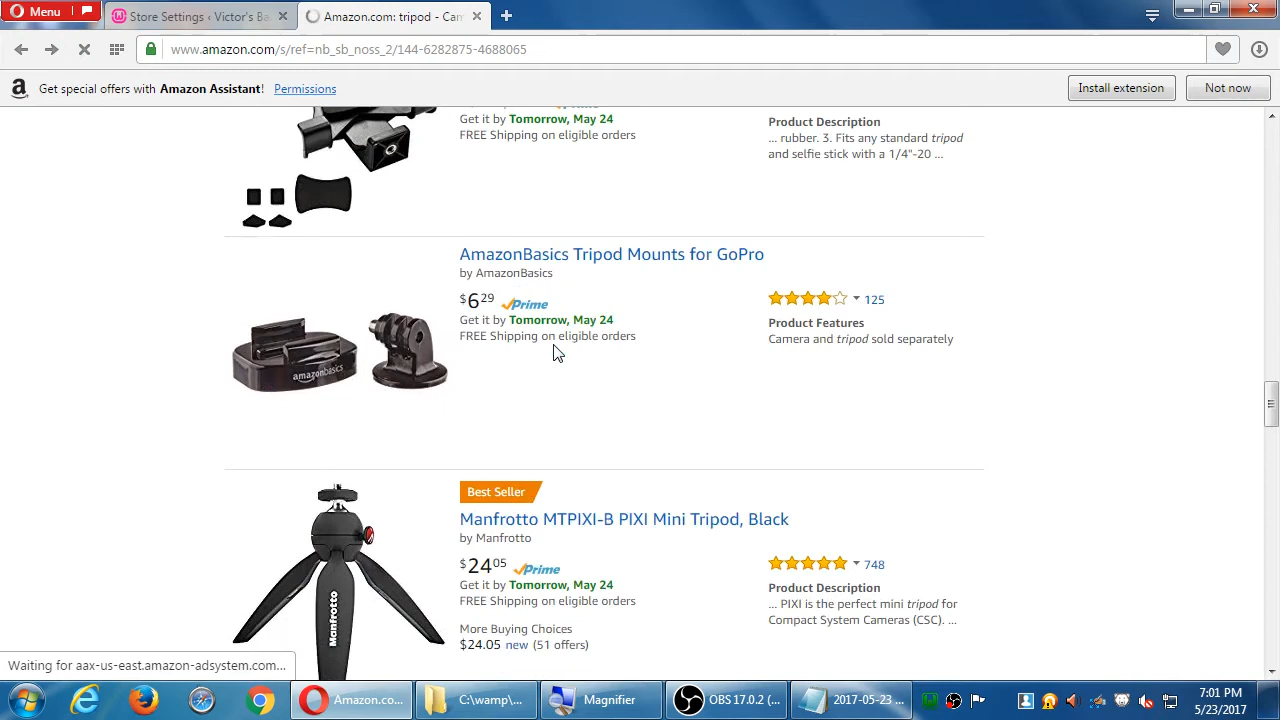 Menu
Store Settings ‹ Victor's Ba
Amazon.com: tripod - Cam
www.amazon.com/s/ref=nb_sb_noss_2/144-6282875-4688065
Get special offers with Amazon Assistant! Permissions
Install extension
Not now
Get it by Tomorrow, May 24
FREE Shipping on eligible orders
Product Description
... rubber. 3. Fits any standard tripod
and selfie stick with a 1/4"-20 ...
AmazonBasics Tripod Mounts for GoPro
by AmazonBasics
$6 29 Prime
Get it by Tomorrow, May 24
FREE Shipping on eligible orders
125
Product Features
Camera and tripod sold separately
amazonbasics
Best Seller
Manfrotto MTPIXI-B PIXI Mini Tripod, Black
by Manfrotto
$24 05 Prime
Get it by Tomorrow, May 24
FREE Shipping on eligible orders
More Buying Choices
$24.05 new (51 offers)
748
Product Description
... PIXI is the perfect mini tripod for
Compact System Cameras (CSC). ...
Manfrotto
Waiting for aax-us-east.amazon-adsystem.com...
Amazon.co...
C:\wamp\...
Magnifier
OBS 17.0.2 (...
2017-05-23 ...
7:01 PM
5/23/2017